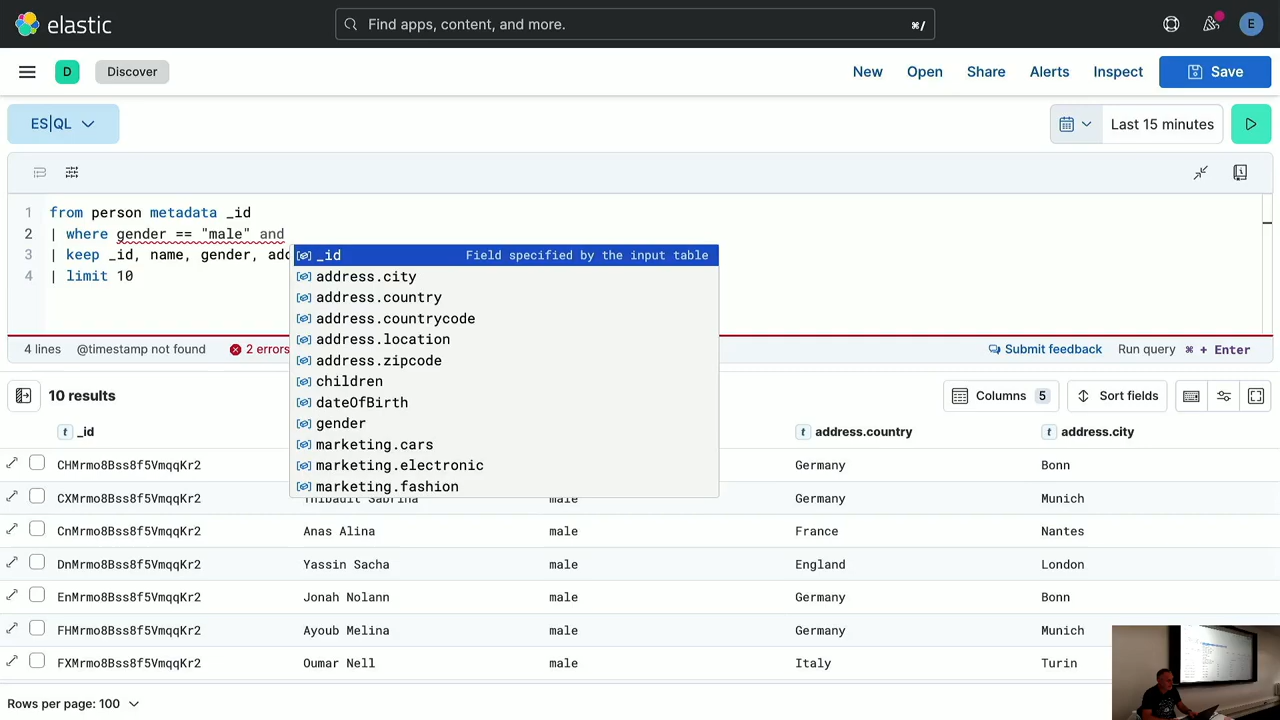 elastic
Find apps, content, and more.
⌘/
E
D
Discover
New
Open
Share
Alerts
Inspect
Save
ES|QL
Last 15 minutes
1 from person metadata _id
2 | where gender == "male" and
3 | keep _id, name, gender, add
4 | limit 10
_id Field specified by the input table
address.city
address.country
address.countrycode
address.location
address.zipcode
children
dateOfBirth
gender
marketing.cars
marketing.electronic
marketing.fashion
4 lines @timestamp not found 2 errors
Submit feedback Run query ⌘ + Enter
10 results
Columns 5 Sort fields
t _id t address.country t address.city
CHMrmo8Bss8f5VmqqKr2 Germany Bonn
CXMrmo8Bss8f5VmqqKr2 Thibault Sabrina male Germany Munich
CnMrmo8Bss8f5VmqqKr2 Anas Alina male France Nantes
DnMrmo8Bss8f5VmqqKr2 Yassin Sacha male England London
EnMrmo8Bss8f5VmqqKr2 Jonah Nolann male Germany Bonn
FHMrmo8Bss8f5VmqqKr2 Ayoub Melina male Germany Munich
FXMrmo8Bss8f5VmqqKr2 Oumar Nell male Italy Turin
Rows per page: 100